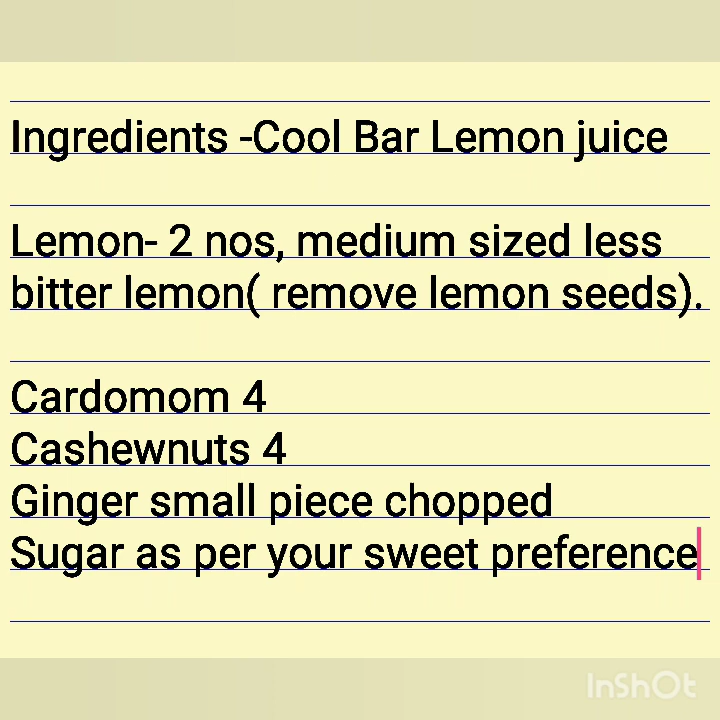 Ingredients -Cool Bar Lemon juice
Lemon- 2 nos, medium sized less
bitter lemon( remove lemon seeds).
Cardomom 4
Cashewnuts 4
Ginger small piece chopped
Sugar as per your sweet preference
InShOt